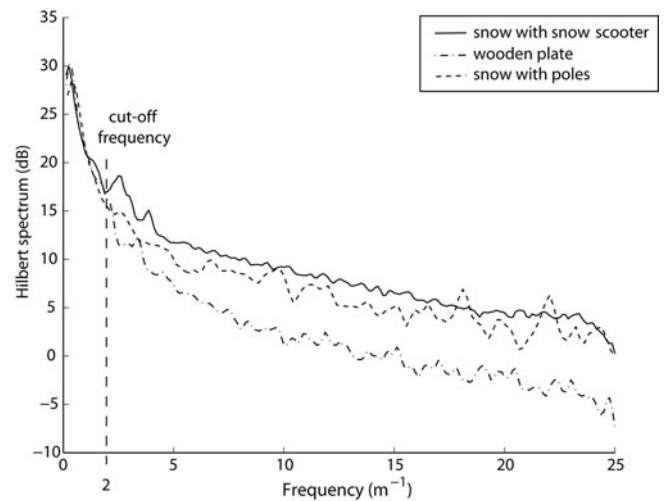 35
30
25
20
15
10
5
0
−5
−10
Hilbert spectrum (dB)
snow with snow scooter
wooden plate
snow with poles
cut-off
frequency
0
5
10
15
20
25
2
Frequency (m⁻¹)